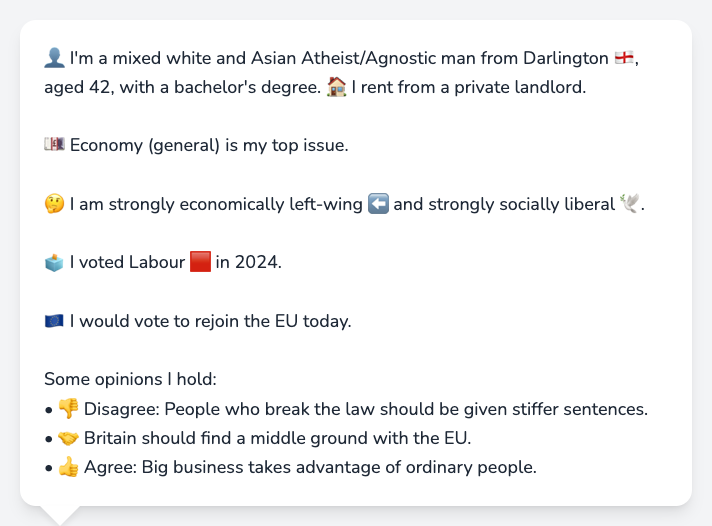 👤 I'm a mixed white and Asian Atheist/Agnostic man from Darlington 🏴󠁧󠁢󠁥󠁮󠁧󠁿,
aged 42, with a bachelor's degree. 🏠 I rent from a private landlord.
💷 Economy (general) is my top issue.
🤔 I am strongly economically left-wing ⬅️ and strongly socially liberal 🕊️.
🗳️ I voted Labour 🟥 in 2024.
🇪🇺 I would vote to rejoin the EU today.
Some opinions I hold:
• 👎 Disagree: People who break the law should be given stiffer sentences.
• 🤝 Britain should find a middle ground with the EU.
• 👍 Agree: Big business takes advantage of ordinary people.